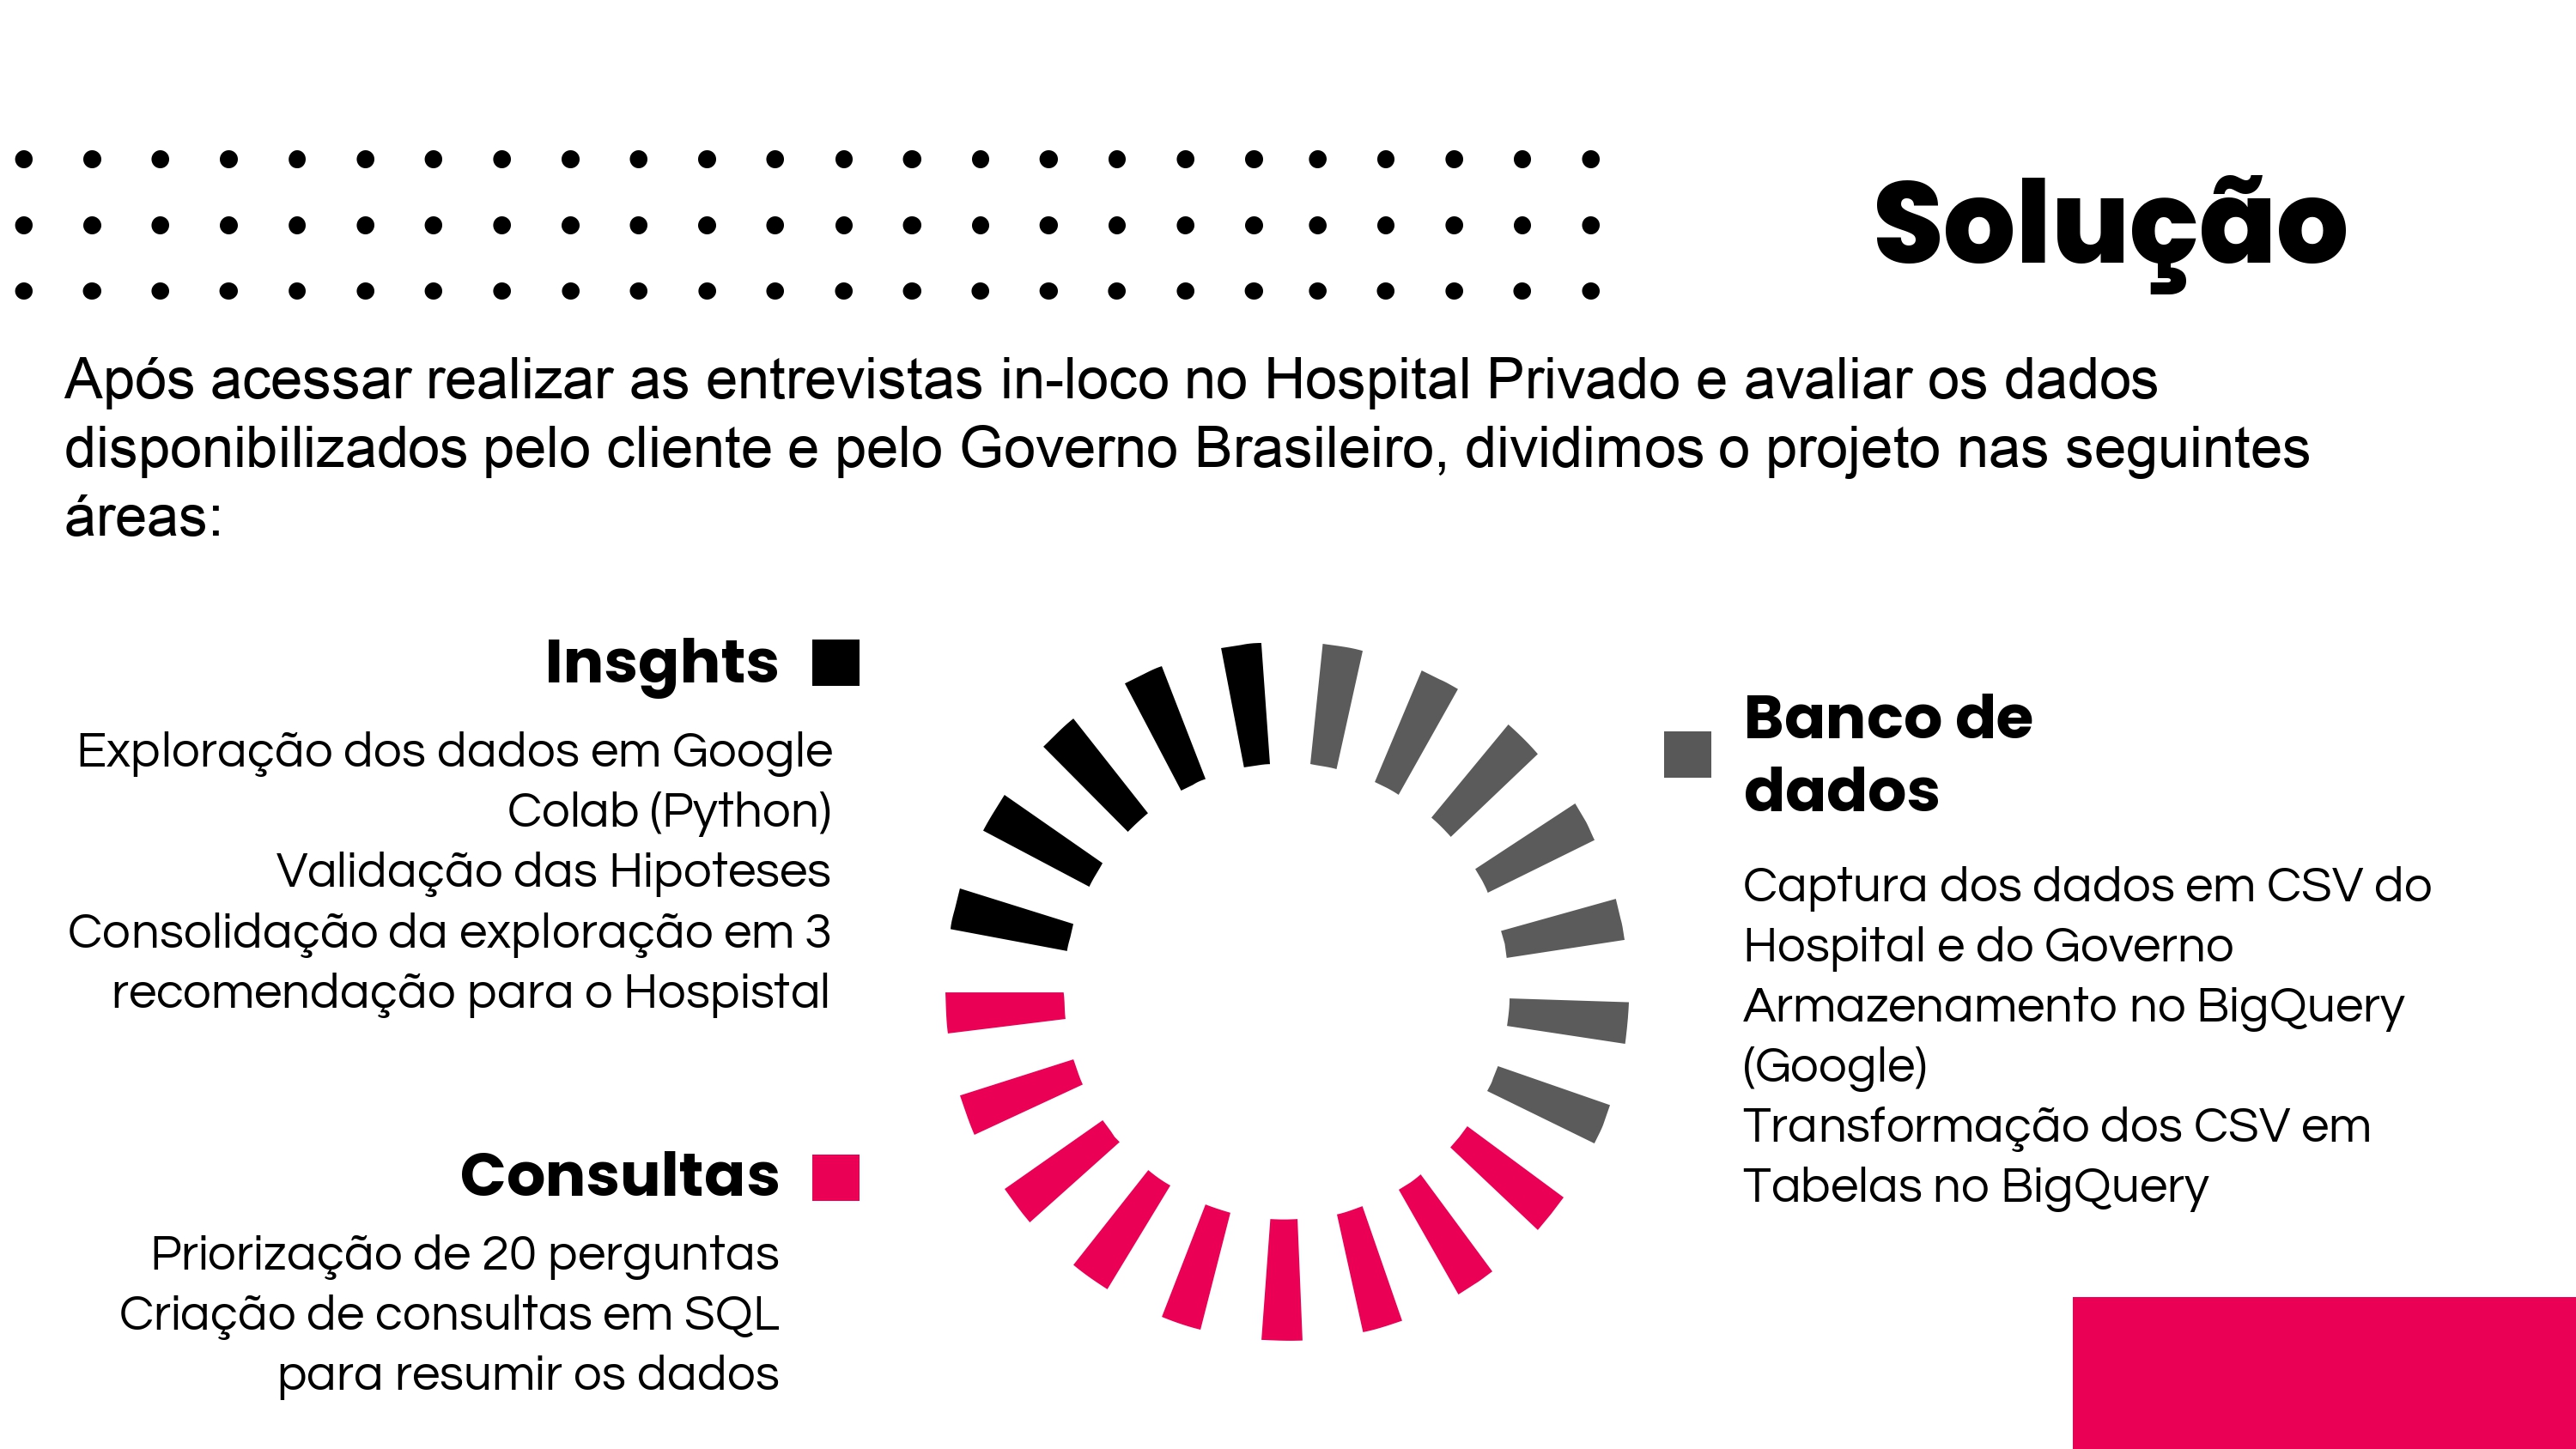 Solução
Após acessar realizar as entrevistas in-loco no Hospital Privado e avaliar os dados
disponibilizados pelo cliente e pelo Governo Brasileiro, dividimos o projeto nas seguintes
áreas:
Insghts
Exploração dos dados em Google
Colab (Python)
Validação das Hipoteses
Consolidação da exploração em 3
recomendação para o Hospistal
Consultas
Priorização de 20 perguntas
Criação de consultas em SQL
para resumir os dados
Banco de
dados
Captura dos dados em CSV do
Hospital e do Governo
Armazenamento no BigQuery
(Google)
Transformação dos CSV em
Tabelas no BigQuery